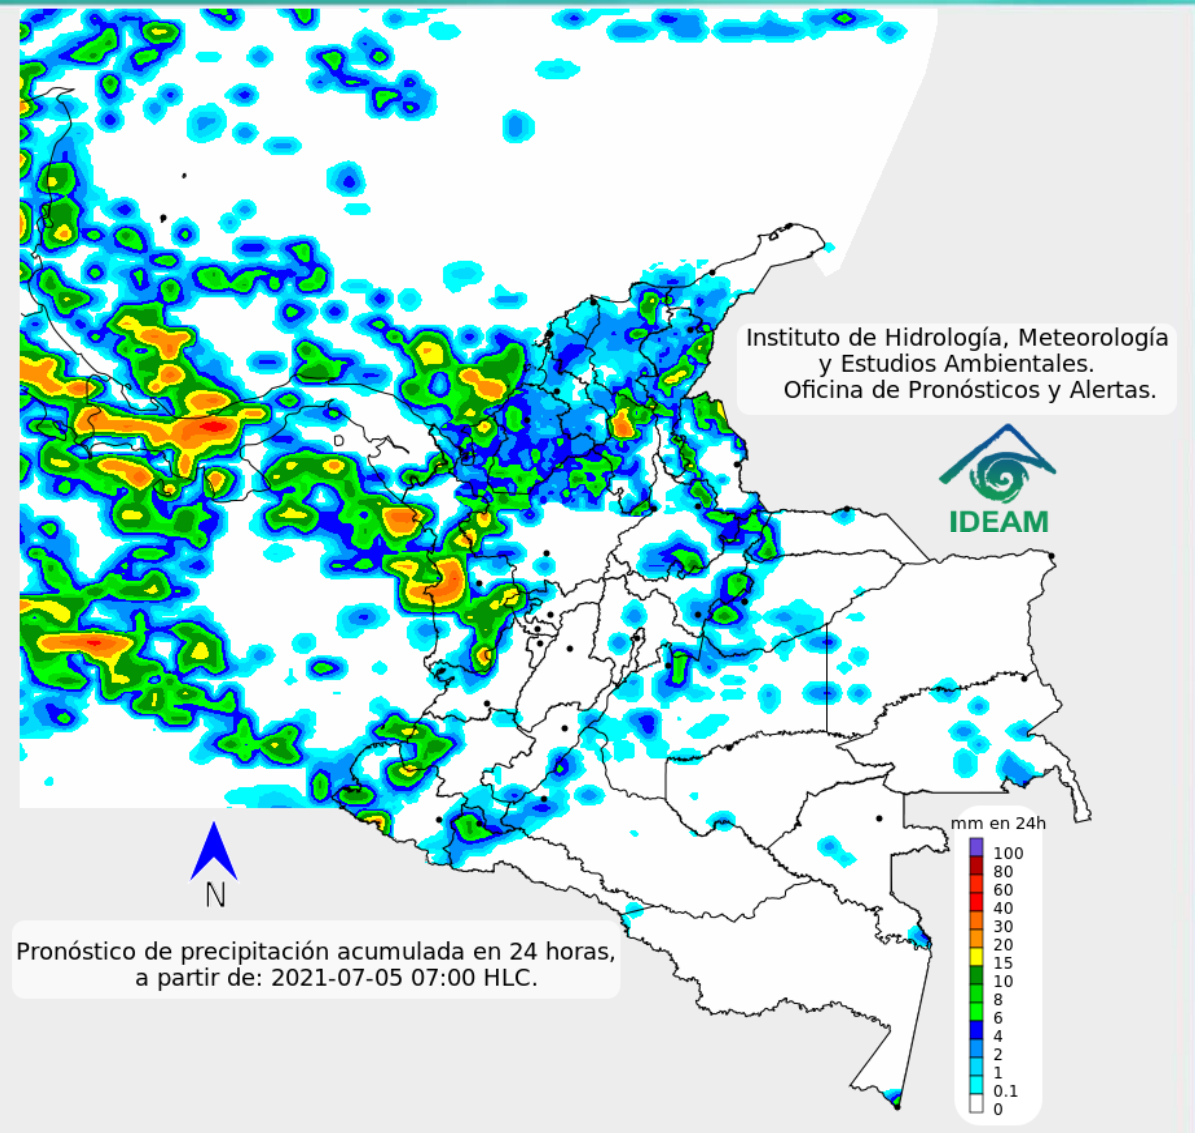 Instituto de Hidrología, Meteorología
y Estudios Ambientales.
Oficina de Pronósticos y Alertas.
IDEAM
mm en 24h
100
80
60
40
30
20
15
10
8
6
4
2
1
0.1
0
N
Pronóstico de precipitación acumulada en 24 horas,
a partir de: 2021-07-05 07:00 HLC.